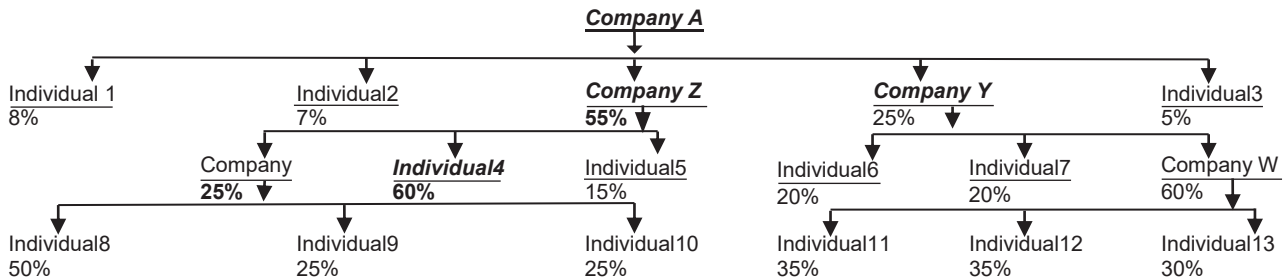 Company A
Individual 1 Individual2 Company Z Company Y Individual3
8% 7% 55% 25% 5%
Company Individual4 Individual5 Individual6 Individual7 Company W
25% 60% 15% 20% 20% 60%
Individual8 Individual9 Individual10 Individual11 Individual12 Individual13
50% 25% 25% 35% 35% 30%